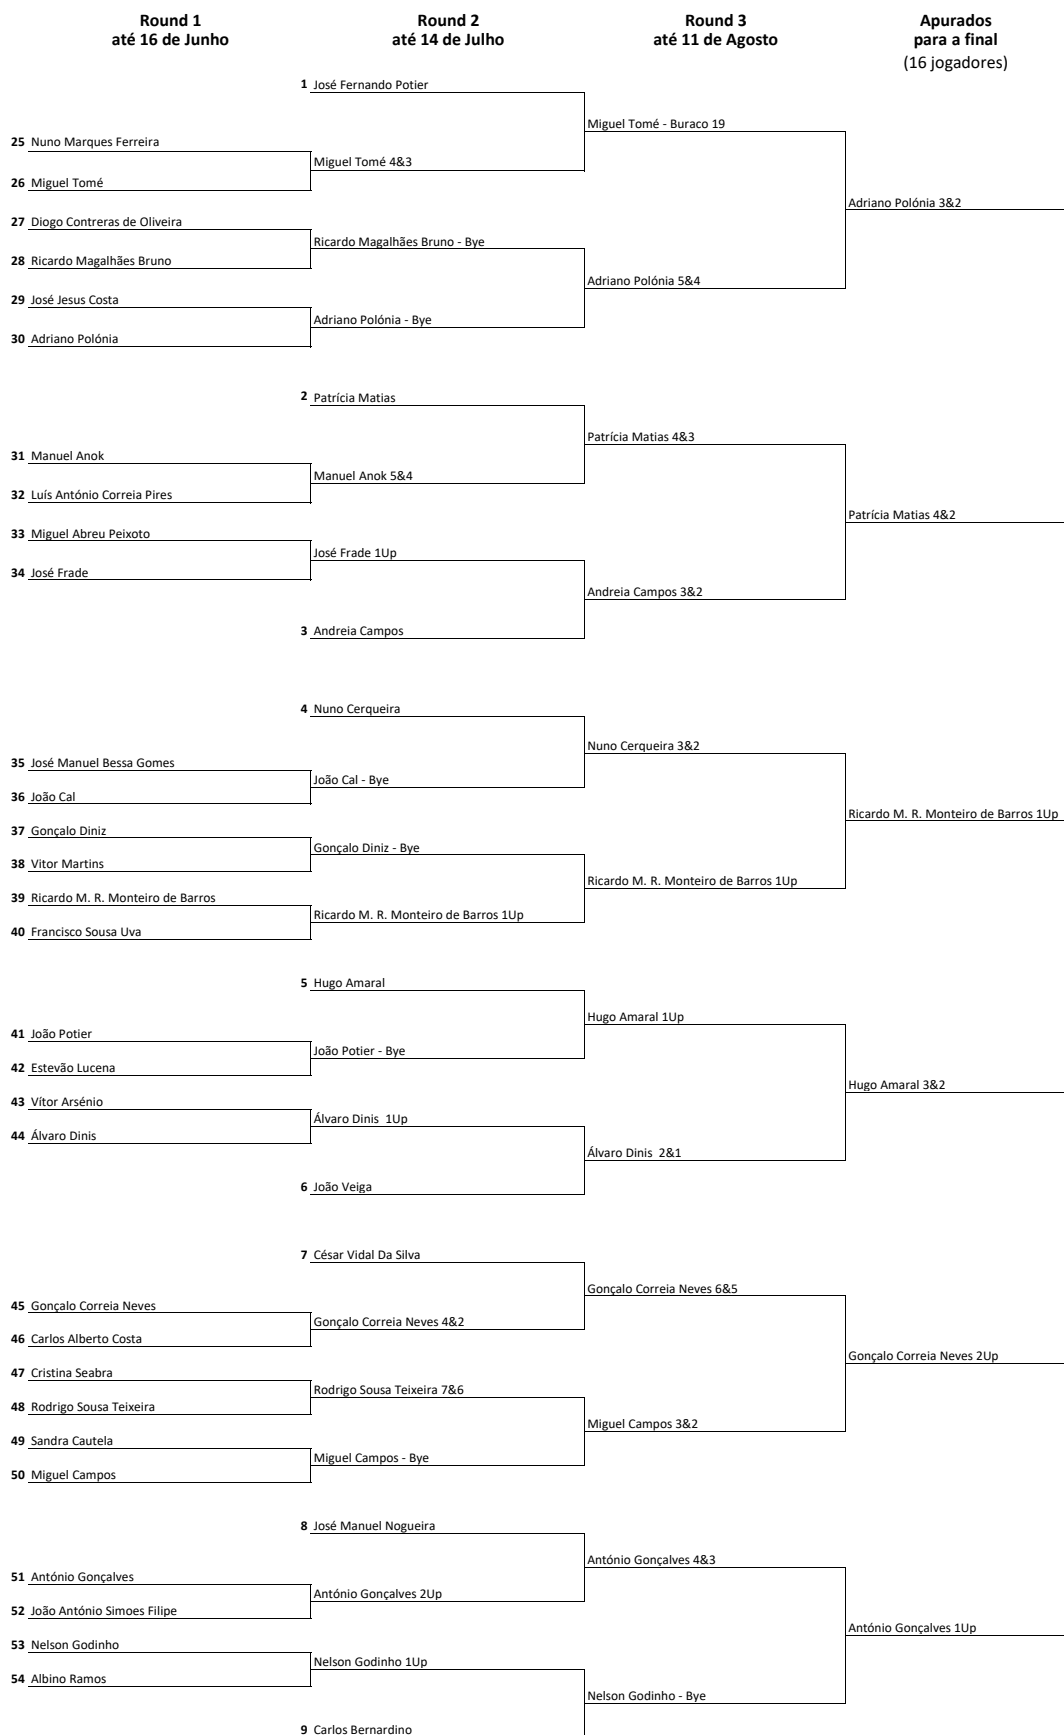 Round 1
até 16 de Junho
Round 2
até 14 de Julho
Round 3
até 11 de Agosto
Apurados
para a final
(16 jogadores)
1 José Fernando Potier
Miguel Tomé - Buraco 19
25 Nuno Marques Ferreira
Miguel Tomé 4&3
26 Miguel Tomé
Adriano Polónia 3&2
27 Diogo Contreras de Oliveira
Ricardo Magalhães Bruno - Bye
28 Ricardo Magalhães Bruno
Adriano Polónia 5&4
29 José Jesus Costa
Adriano Polónia - Bye
30 Adriano Polónia
2 Patrícia Matias
Patrícia Matias 4&3
31 Manuel Anok
Manuel Anok 5&4
32 Luís António Correia Pires
Patrícia Matias 4&2
33 Miguel Abreu Peixoto
José Frade 1Up
34 José Frade
Andreia Campos 3&2
3 Andreia Campos
4 Nuno Cerqueira
Nuno Cerqueira 3&2
35 José Manuel Bessa Gomes
João Cal - Bye
36 João Cal
Ricardo M. R. Monteiro de Barros 1Up
37 Gonçalo Diniz
Gonçalo Diniz - Bye
38 Vitor Martins
Ricardo M. R. Monteiro de Barros 1Up
39 Ricardo M. R. Monteiro de Barros
Ricardo M. R. Monteiro de Barros 1Up
40 Francisco Sousa Uva
5 Hugo Amaral
Hugo Amaral 1Up
41 João Potier
João Potier - Bye
42 Estevão Lucena
Hugo Amaral 3&2
43 Vítor Arsénio
Álvaro Dinis  1Up
44 Álvaro Dinis
Álvaro Dinis  2&1
6 João Veiga
7 César Vidal Da Silva
Gonçalo Correia Neves 6&5
45 Gonçalo Correia Neves
Gonçalo Correia Neves 4&2
46 Carlos Alberto Costa
Gonçalo Correia Neves 2Up
47 Cristina Seabra
Rodrigo Sousa Teixeira 7&6
48 Rodrigo Sousa Teixeira
Miguel Campos 3&2
49 Sandra Cautela
Miguel Campos - Bye
50 Miguel Campos
8 José Manuel Nogueira
António Gonçalves 4&3
51 António Gonçalves
António Gonçalves 2Up
52 João António Simoes Filipe
António Gonçalves 1Up
53 Nelson Godinho
Nelson Godinho 1Up
54 Albino Ramos
Nelson Godinho - Bye
9 Carlos Bernardino